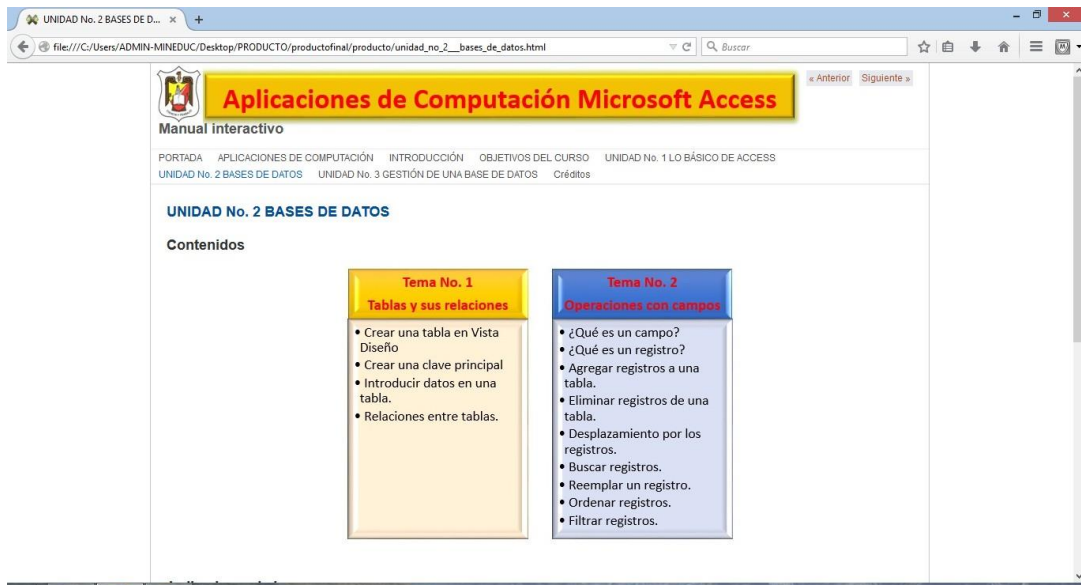 UNIDAD No. 2 BASES DE D...
file:///C:/Users/ADMIN-MINEDUC/Desktop/PRODUCTO/productofinal/producto/unidad_no_2__bases_de_datos.html
Buscar
« Anterior Siguiente »
Aplicaciones de Computación Microsoft Access
Manual interactivo
PORTADA APLICACIONES DE COMPUTACIÓN INTRODUCCIÓN OBJETIVOS DEL CURSO UNIDAD No. 1 LO BÁSICO DE ACCESS
UNIDAD No. 2 BASES DE DATOS UNIDAD No. 3 GESTIÓN DE UNA BASE DE DATOS Créditos
UNIDAD No. 2 BASES DE DATOS
Contenidos
Tema No. 1
Tablas y sus relaciones
• Crear una tabla en Vista
Diseño
• Crear una clave principal
• Introducir datos en una
tabla.
• Relaciones entre tablas.
Tema No. 2
Operaciones con campos
• ¿Qué es un campo?
• ¿Qué es un registro?
• Agregar registros a una
tabla.
• Eliminar registros de una
tabla.
• Desplazamiento por los
registros.
• Buscar registros.
• Reemplar un registro.
• Ordenar registros.
• Filtrar registros.